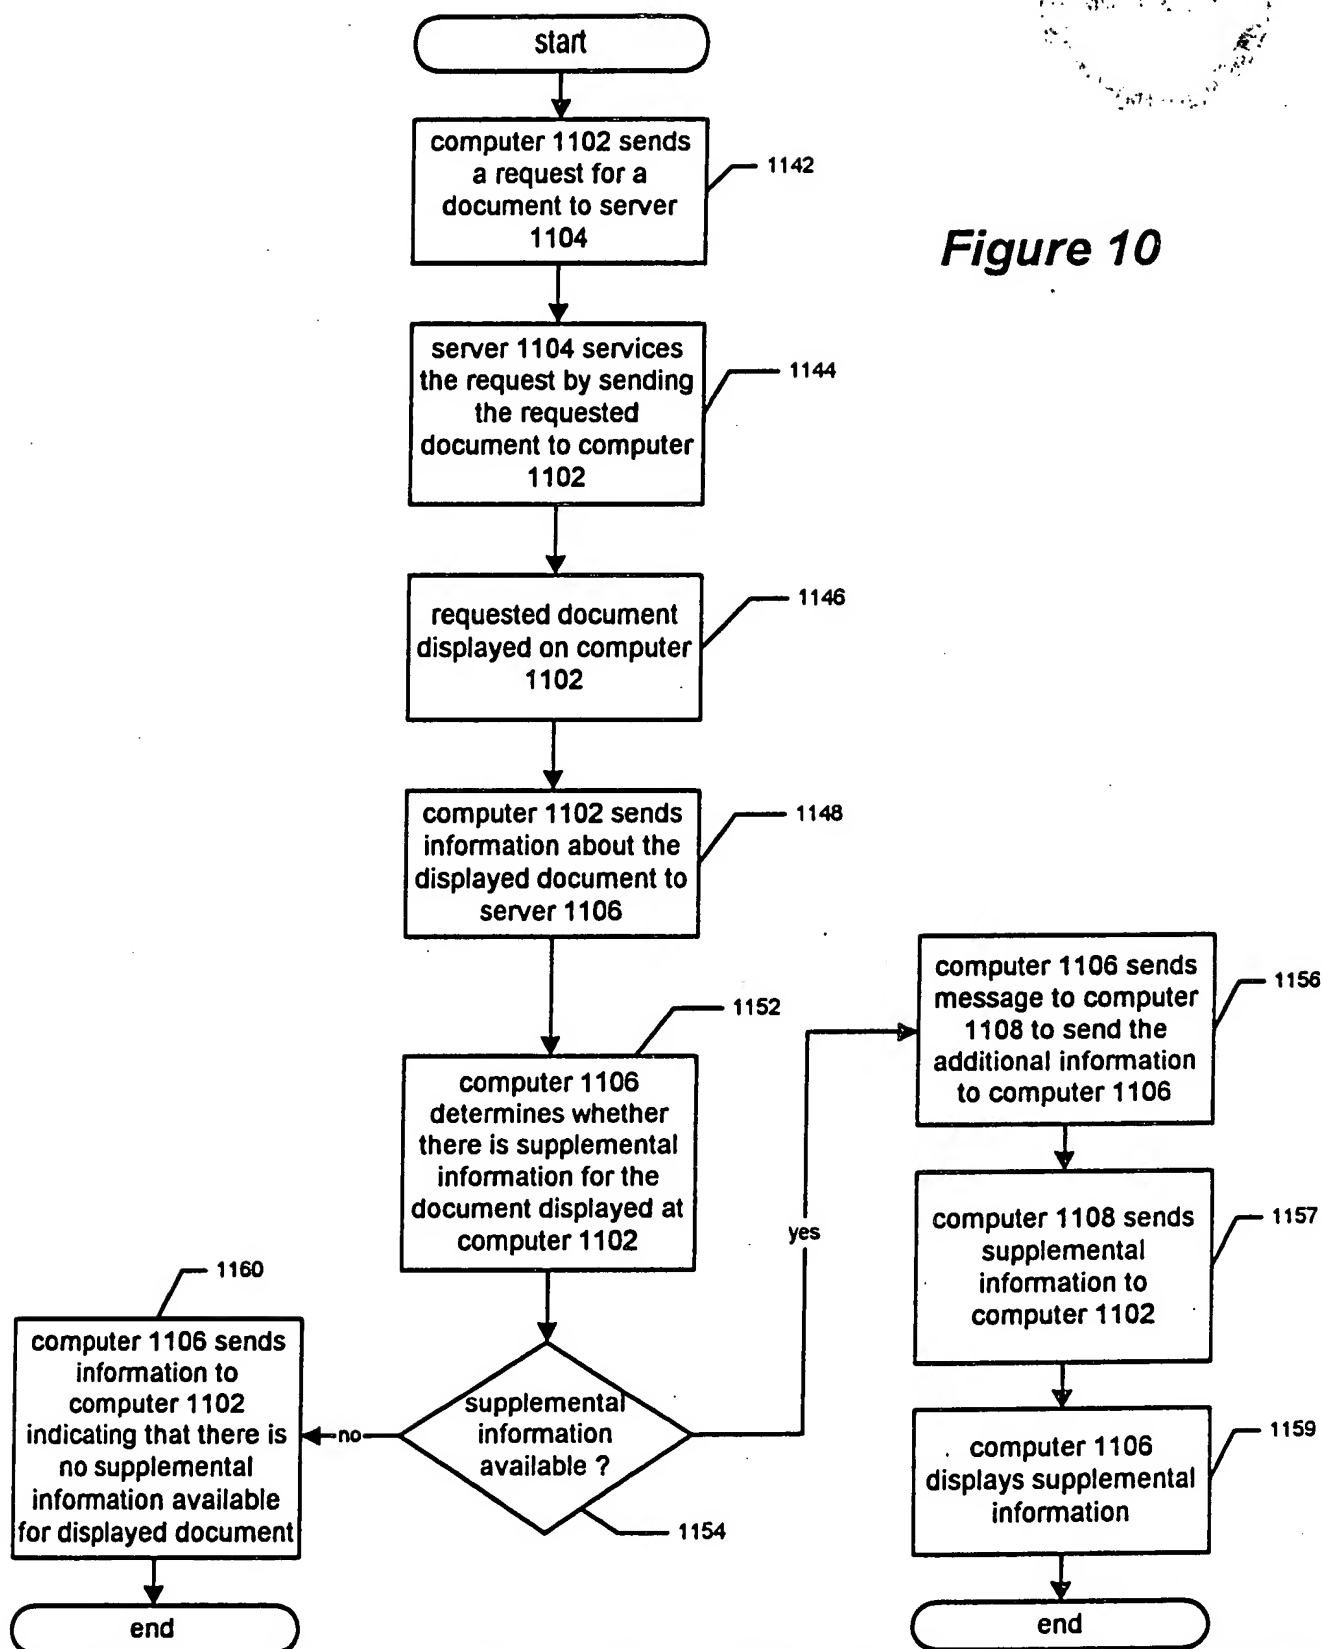 start
computer 1102 sends
a request for a
document to server
1104
1142
Figure 10
server 1104 services
the request by sending
the requested
document to computer
1102
1144
requested document
displayed on computer
1102
1146
computer 1102 sends
information about the
displayed document to
server 1106
1148
computer 1106
determines whether
there is supplemental
information for the
document displayed at
computer 1102
1152
supplemental
information
available ?
1154
no
yes
computer 1106 sends
information to
computer 1102
indicating that there is
no supplemental
information available
for displayed document
1160
end
computer 1106 sends
message to computer
1108 to send the
additional information
to computer 1106
1156
computer 1108 sends
supplemental
information to
computer 1102
1157
computer 1106
displays supplemental
information
1159
end